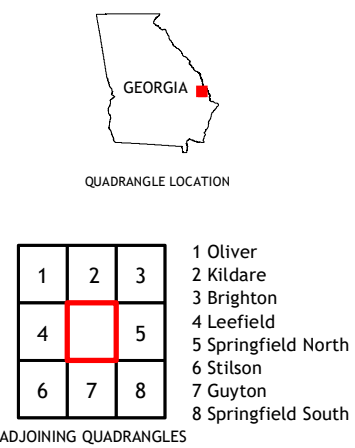 GEORGIA
QUADRANGLE LOCATION
1 2 3
4 5
6 7 8
1 Oliver
2 Kildare
3 Brighton
4 Leefield
5 Springfield North
6 Stilson
7 Guyton
8 Springfield South
ADJOINING QUADRANGLES